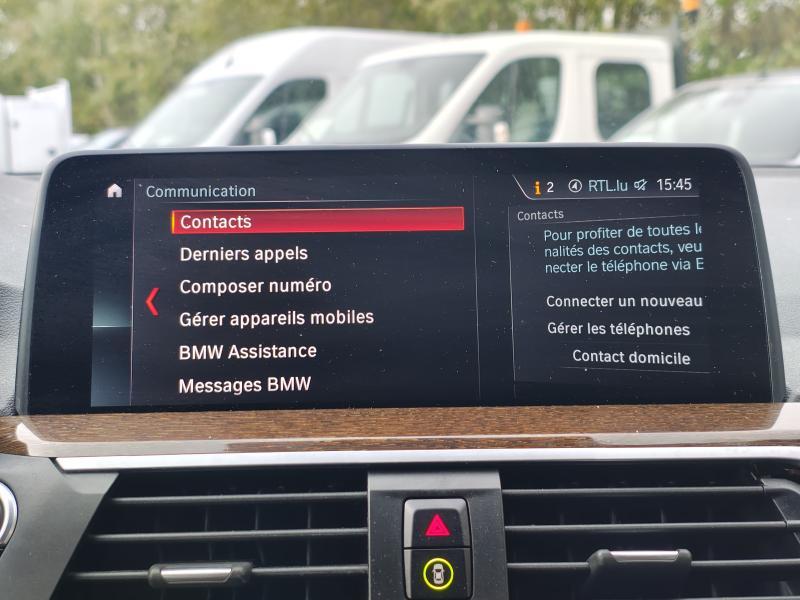 Communication
2 RTL.lu 15:45
Contacts
Derniers appels
Composer numéro
Gérer appareils mobiles
BMW Assistance
Messages BMW
Contacts
Pour profiter de toutes
nalités des contacts, veu
necter le téléphone via
Connecter un nouveau
Gérer les téléphones
Contact domicile